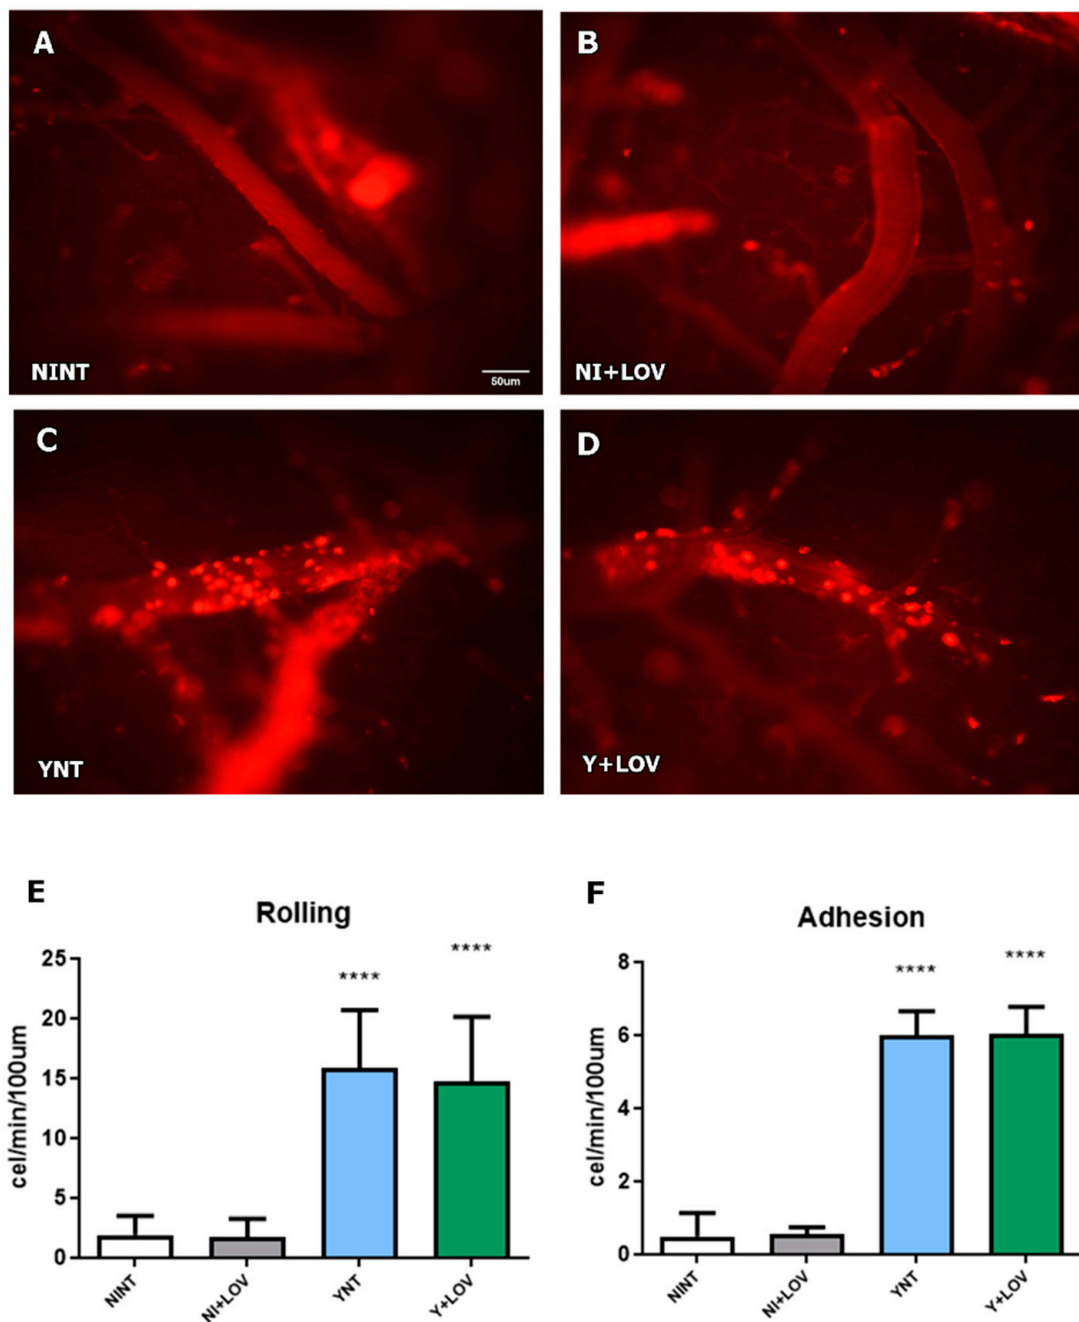 A
B
NINT
50um
NI+LOV
C
D
YNT
Y+LOV
E
Rolling
cel/min/100um
25
20
15
10
5
0
****
****
NINT
NI+LOV
YNT
Y+LOV
F
Adhesion
cel/min/100um
8
6
4
2
0
****
****
NINT
NI+LOV
YNT
Y+LOV